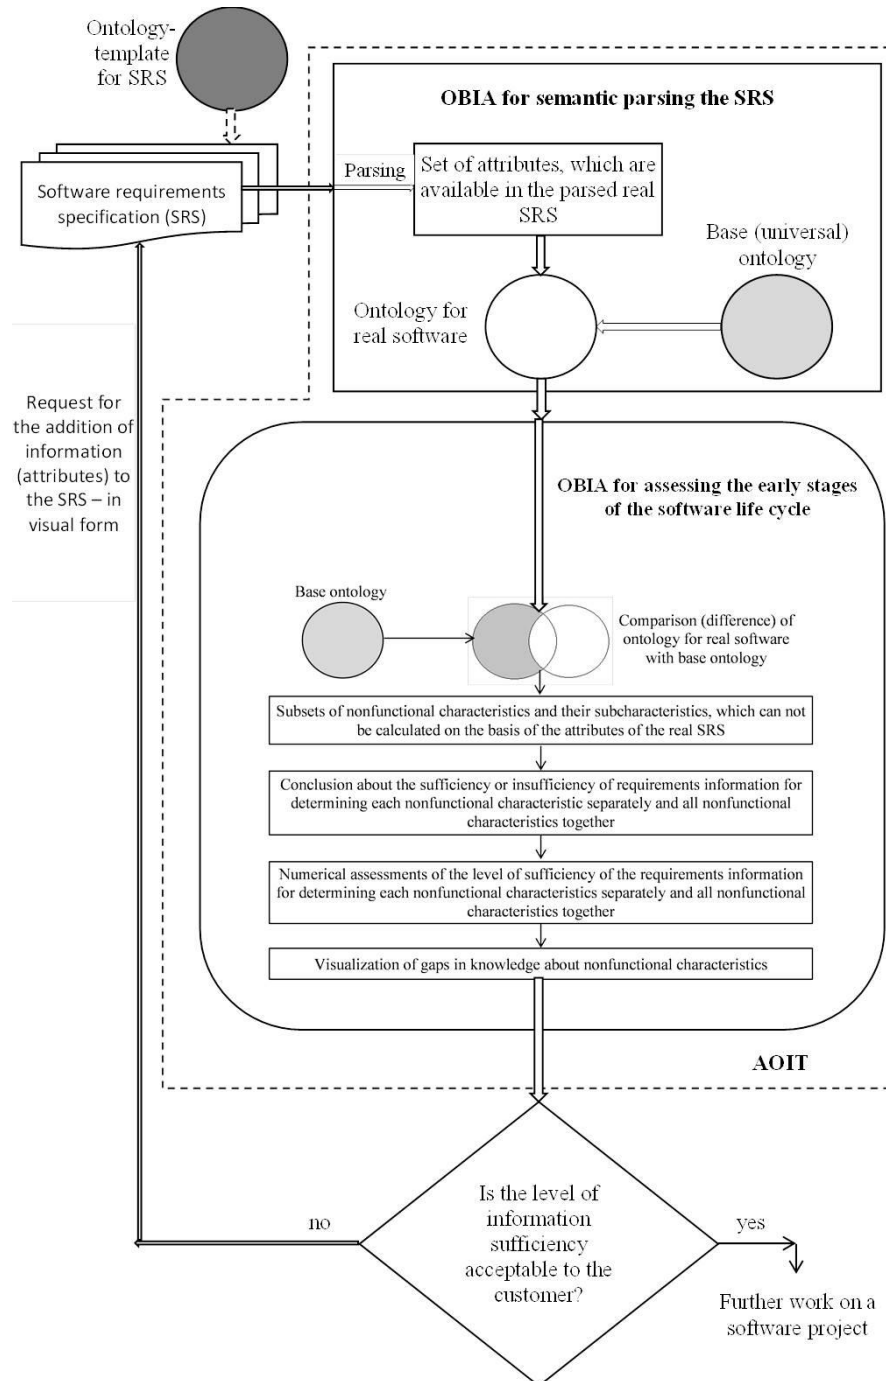 Ontology-
template
for SRS
OBIA for semantic parsing the SRS
Software requirements
specification (SRS)
Parsing
Set of attributes, which are
available in the parsed real
SRS
Base (universal)
ontology
Ontology for
real software
Request for
the addition of
information
(attributes) to
the SRS – in
visual form
OBIA for assessing the early stages
of the software life cycle
Base ontology
Comparison (difference) of
ontology for real software
with base ontology
Subsets of nonfunctional characteristics and their subcharacteristics, which can not
be calculated on the basis of the attributes of the real SRS
Conclusion about the sufficiency or insufficiency of requirements information for
determining each nonfunctional characteristic separately and all nonfunctional
characteristics together
Numerical assessments of the level of sufficiency of the requirements information
for determining each nonfunctional characteristics separately and all nonfunctional
characteristics together
Visualization of gaps in knowledge about nonfunctional characteristics
AOIT
Is the level of
information
sufficiency
acceptable to the
customer?
no
yes
Further work on a
software project